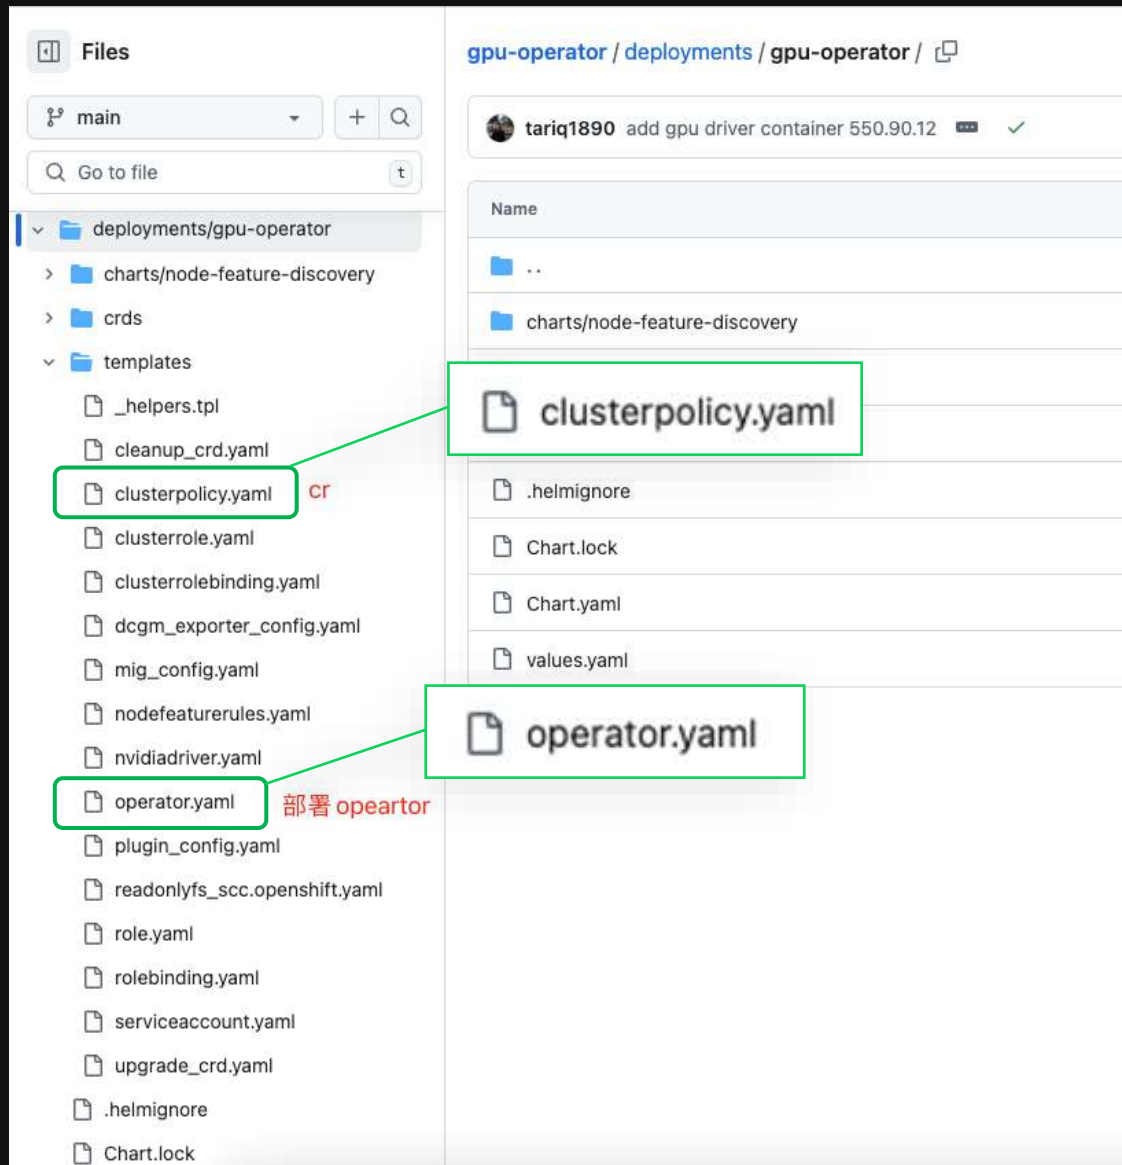 Files
main
Go to file
t
deployments/gpu-operator
charts/node-feature-discovery
crds
templates
_helpers.tpl
cleanup_crd.yaml
clusterpolicy.yaml cr
clusterrole.yaml
clusterrolebinding.yaml
dcgm_exporter_config.yaml
mig_config.yaml
nodefeaturerules.yaml
nvidiadriver.yaml
operator.yaml 部署 opeartor
plugin_config.yaml
readonlyfs_scc.openshift.yaml
role.yaml
rolebinding.yaml
serviceaccount.yaml
upgrade_crd.yaml
.helmignore
Chart.lock
gpu-operator / deployments / gpu-operator /
tariq1890 add gpu driver container 550.90.12
Name
..
charts/node-feature-discovery
clusterpolicy.yaml
.helmignore
Chart.lock
Chart.yaml
values.yaml
operator.yaml